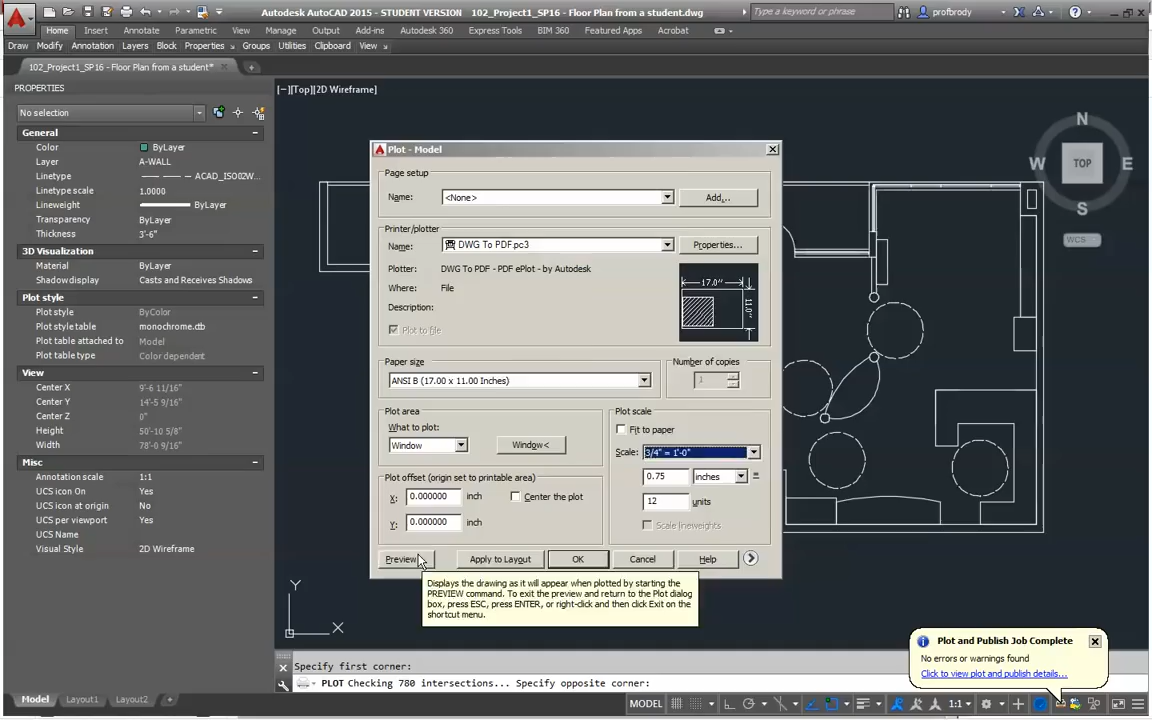 Autodesk AutoCAD 2015 - STUDENT VERSION    102_Project1_SP16 - Floor Plan from a student.dwg
Type a keyword or phrase
profbrody
Home Insert Annotate Parametric View Manage Output Add-ins Autodesk 360 Express Tools BIM 360 Featured Apps Acrobat
Draw Modify Annotation Layers Block Properties Groups Utilities Clipboard View
102_Project1_SP16 - Floor Plan from a student*
PROPERTIES
No selection
General
Color ByLayer
Layer A-WALL
Linetype ACAD_ISO02W...
Linetype scale 1.0000
Lineweight ByLayer
Transparency ByLayer
Thickness 3'-6"
3D Visualization
Material ByLayer
Shadow display Casts and Receives Shadows
Plot style
Plot style ByColor
Plot style table monochrome.ctb
Plot table attached to Model
Plot table type Color dependent
View
Center X 9'-6 11/16"
Center Y 14'-5 9/16"
Center Z 0"
Height 50'-10 5/8"
Width 78'-0 9/16"
Misc
Annotation scale 1:1
UCS icon On Yes
UCS icon at origin No
UCS per viewport Yes
UCS Name
Visual Style 2D Wireframe
[−][Top][2D Wireframe]
N
W TOP E
S
WCS
Plot - Model
Page setup
Name: <None> Add...
Printer/plotter
Name: DWG To PDF.pc3 Properties...
Plotter: DWG To PDF - PDF ePlot - by Autodesk
Where: File
Description:
Plot to file
17.0''
11.0''
Paper size
ANSI B (17.00 x 11.00 Inches)
Number of copies
1
Plot area
What to plot:
Window Window<
Plot scale
Fit to paper
Scale: 3/4" = 1'-0"
0.75 inches =
12 units
Scale lineweights
Plot offset (origin set to printable area)
X: 0.000000 inch Center the plot
Y: 0.000000 inch
Preview... Apply to Layout OK Cancel Help
Displays the drawing as it will appear when plotted by starting the
PREVIEW command. To exit the preview and return to the Plot dialog
box, press ESC, press ENTER, or right-click and then click Exit on the
shortcut menu.
Y
X
Plot and Publish Job Complete
No errors or warnings found
Click to view plot and publish details...
Specify first corner:
PLOT Checking 780 intersections... Specify opposite corner:
Model Layout1 Layout2 +
MODEL 1:1